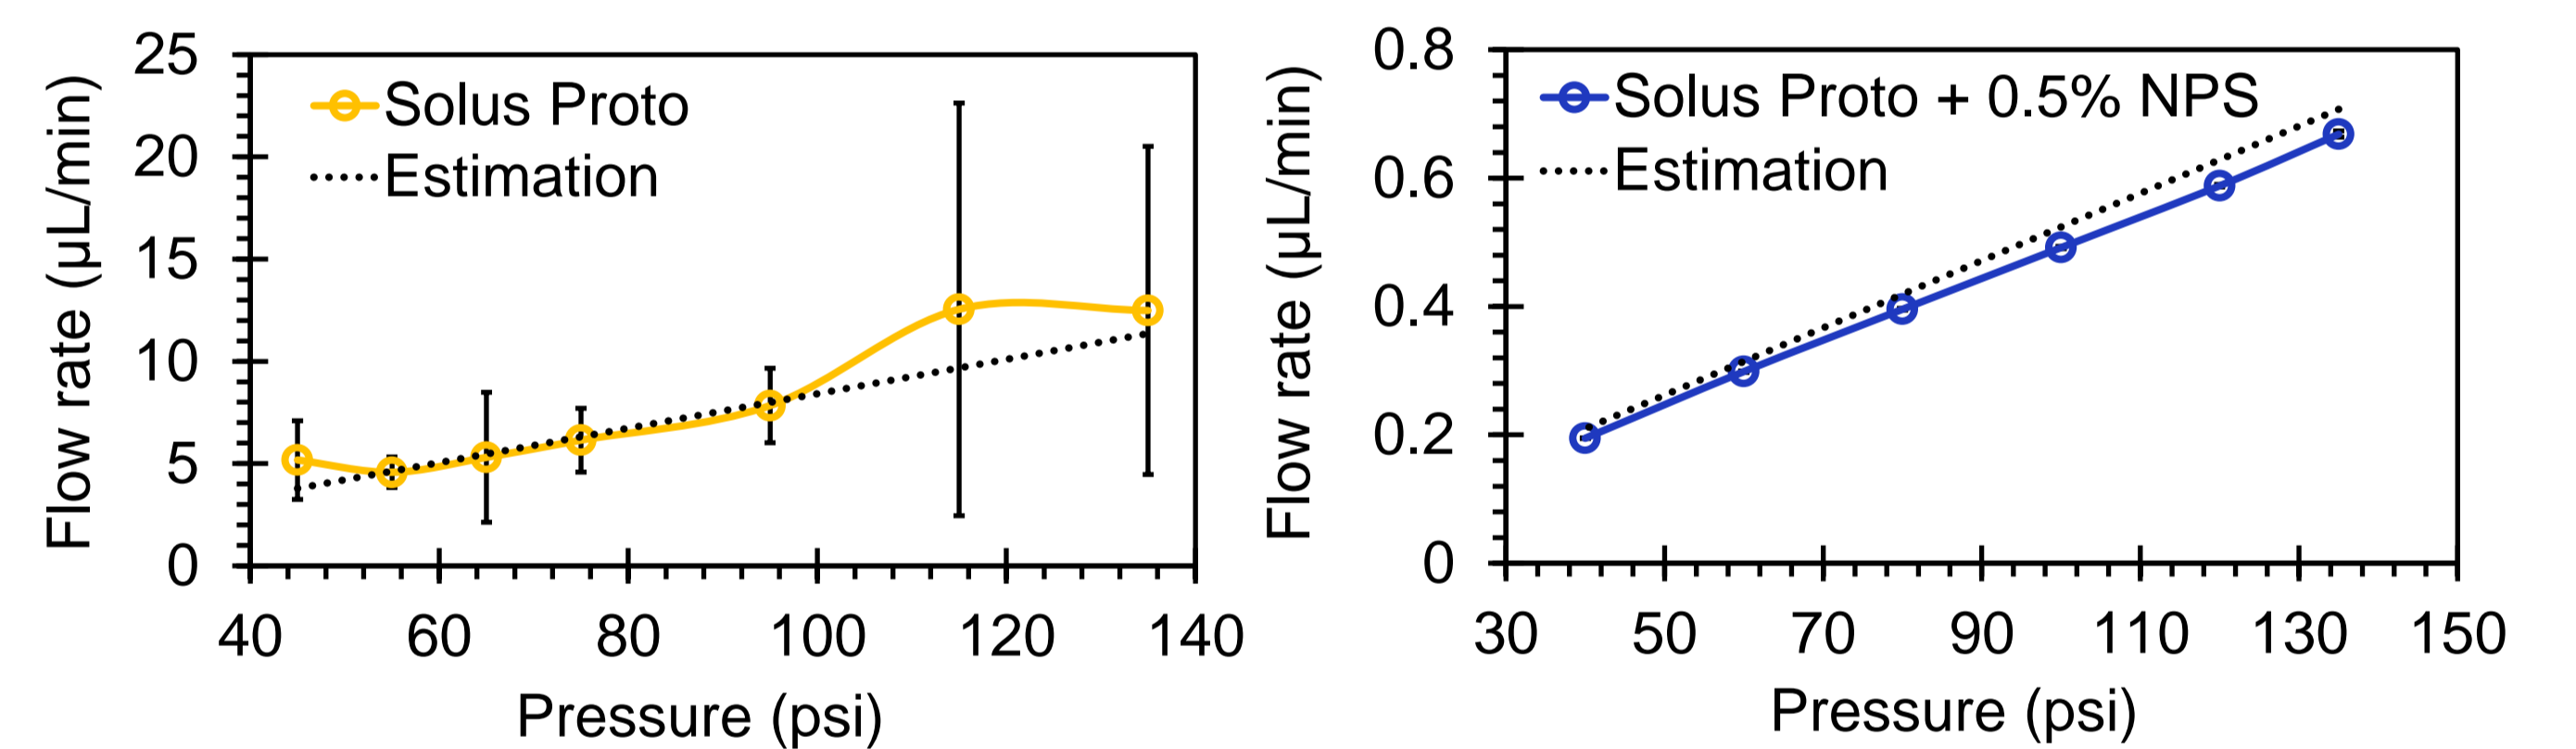 Flow rate (µL/min)
25
20
15
10
5
0
Solus Proto
Estimation
40 60 80 100 120 140
Pressure (psi)
Flow rate (µL/min)
0.8
0.6
0.4
0.2
0
Solus Proto + 0.5% NPS
Estimation
30 50 70 90 110 130 150
Pressure (psi)